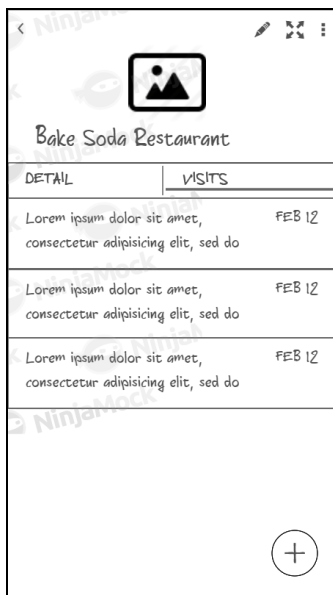 Bake Soda Restaurant
DETAIL
VISITS
Lorem ipsum dolor sit amet,
consectetur adipisicing elit, sed do
FEB 12
Lorem ipsum dolor sit amet,
consectetur adipisicing elit, sed do
FEB 12
Lorem ipsum dolor sit amet,
consectetur adipisicing elit, sed do
FEB 12
NinjaMock